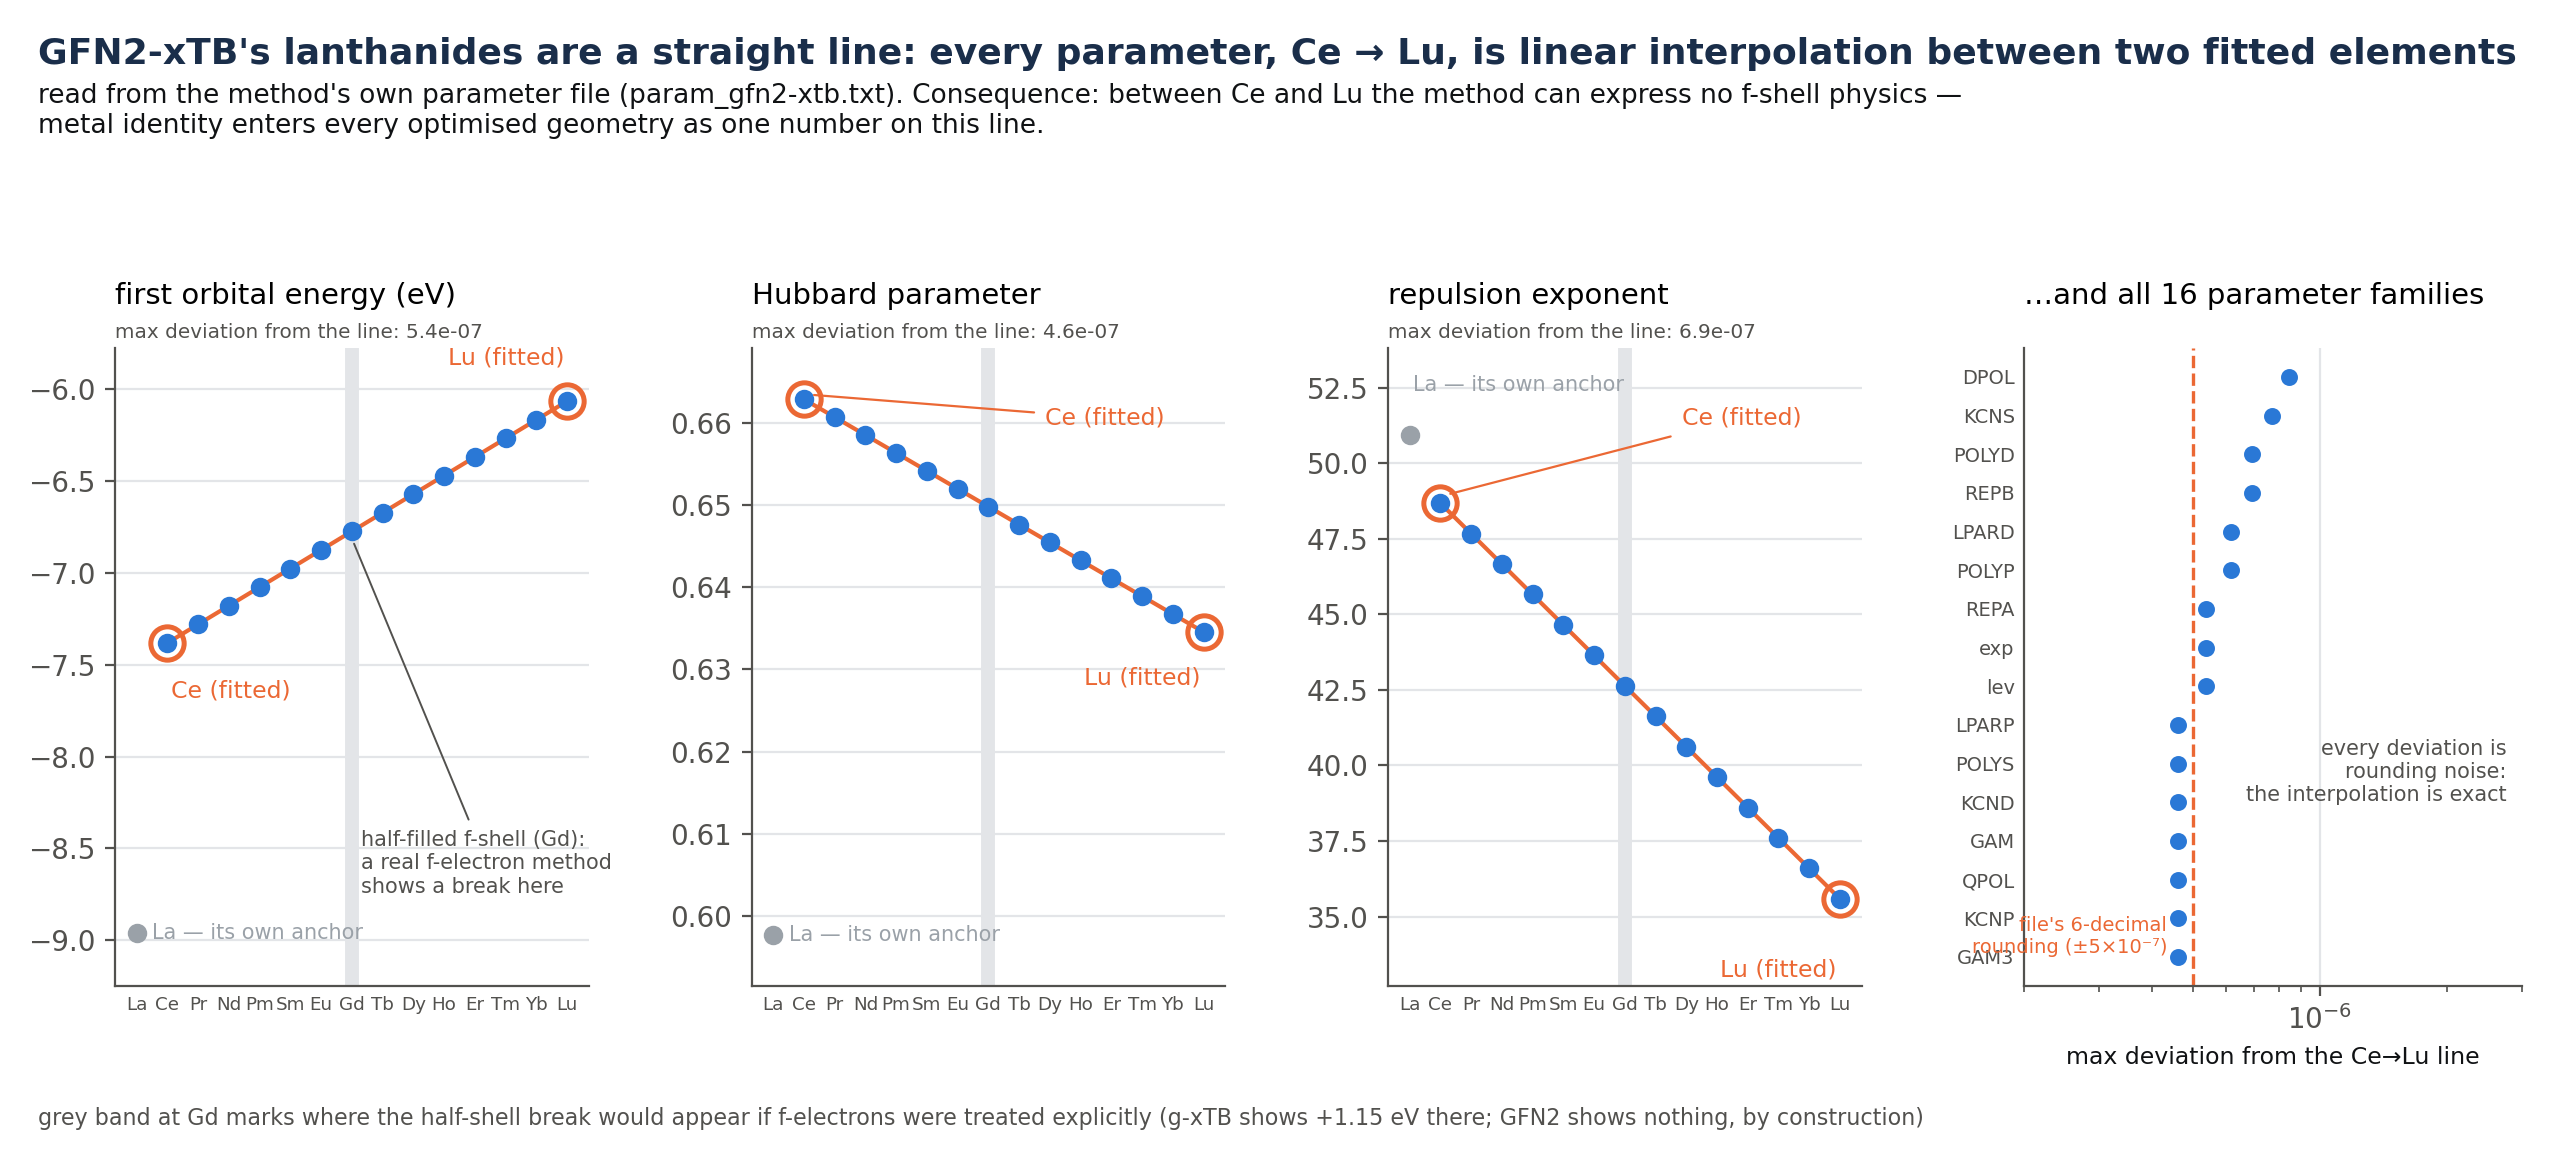 GFN2-xTB's lanthanides are a straight line: every parameter, Ce → Lu, is linear interpolation between two fitted elements
read from the method's own parameter file (param_gfn2-xtb.txt). Consequence: between Ce and Lu the method can express no f-shell physics —
metal identity enters every optimised geometry as one number on this line.
first orbital energy (eV)
max deviation from the line: 5.4e-07
Lu (fitted)
−6.0
−6.5
−7.0
−7.5
−8.0
−8.5
−9.0
Ce (fitted)
half-filled f-shell (Gd):
a real f-electron method
shows a break here
La — its own anchor
La Ce Pr Nd Pm Sm Eu Gd Tb Dy Ho Er Tm Yb Lu
Hubbard parameter
max deviation from the line: 4.6e-07
0.66
0.65
0.64
0.63
0.62
0.61
0.60
Ce (fitted)
Lu (fitted)
La — its own anchor
La Ce Pr Nd Pm Sm Eu Gd Tb Dy Ho Er Tm Yb Lu
repulsion exponent
max deviation from the line: 6.9e-07
52.5
50.0
47.5
45.0
42.5
40.0
37.5
35.0
La — its own anchor
Ce (fitted)
Lu (fitted)
La Ce Pr Nd Pm Sm Eu Gd Tb Dy Ho Er Tm Yb Lu
...and all 16 parameter families
DPOL
KCNS
POLYD
REPB
LPARD
POLYP
REPA
exp
lev
LPARP
POLYS
KCND
GAM
QPOL
KCNP
GAM3
every deviation is
rounding noise:
the interpolation is exact
file's 6-decimal
rounding (±5×10⁻⁷)
10⁻⁶
max deviation from the Ce→Lu line
grey band at Gd marks where the half-shell break would appear if f-electrons were treated explicitly (g-xTB shows +1.15 eV there; GFN2 shows nothing, by construction)